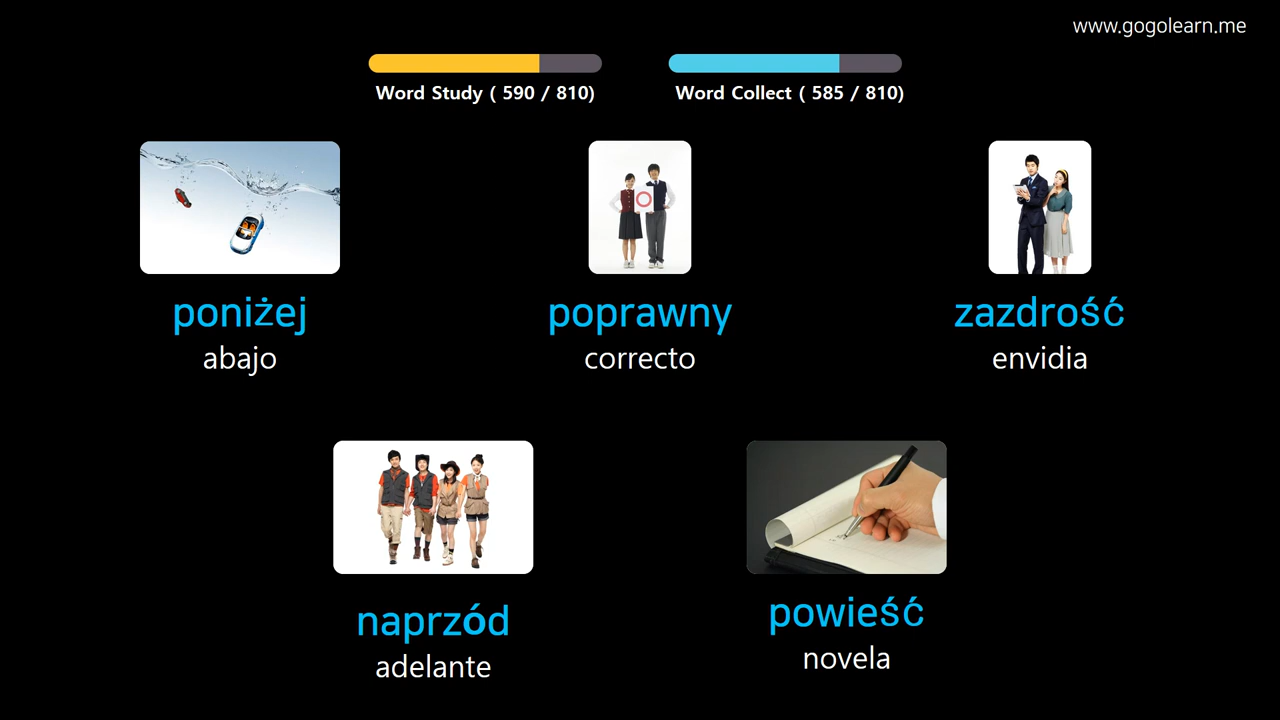 www.gogolearn.me
Word Study ( 590 / 810)
Word Collect ( 585 / 810)
poniżej
abajo
poprawny
correcto
zazdrość
envidia
naprzód
adelante
powieść
novela